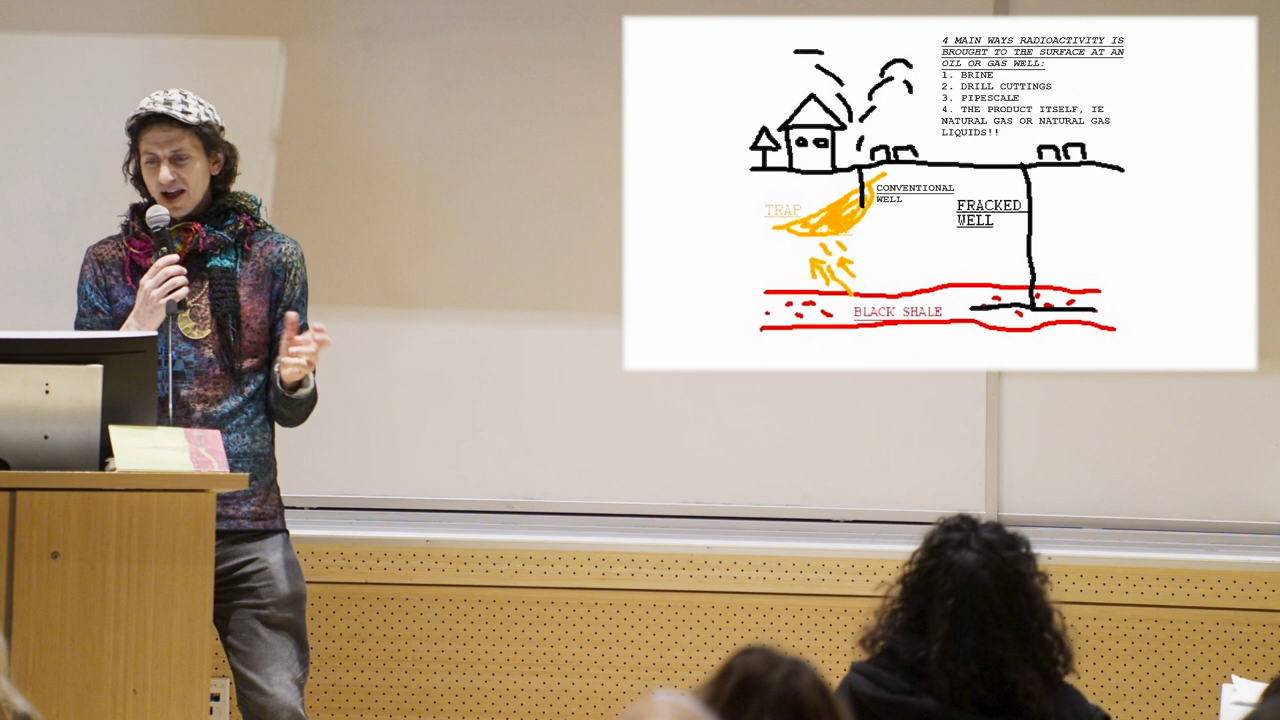 4 MAIN WAYS RADIOACTIVITY IS
BROUGHT TO THE SURFACE AT AN
OIL OR GAS WELL:
1. BRINE
2. DRILL CUTTINGS
3. PIPESCALE
4. THE PRODUCT ITSELF, IE
NATURAL GAS OR NATURAL GAS
LIQUIDS!!
CONVENTIONAL
WELL
TRAP
FRACKED
WELL
BLACK SHALE